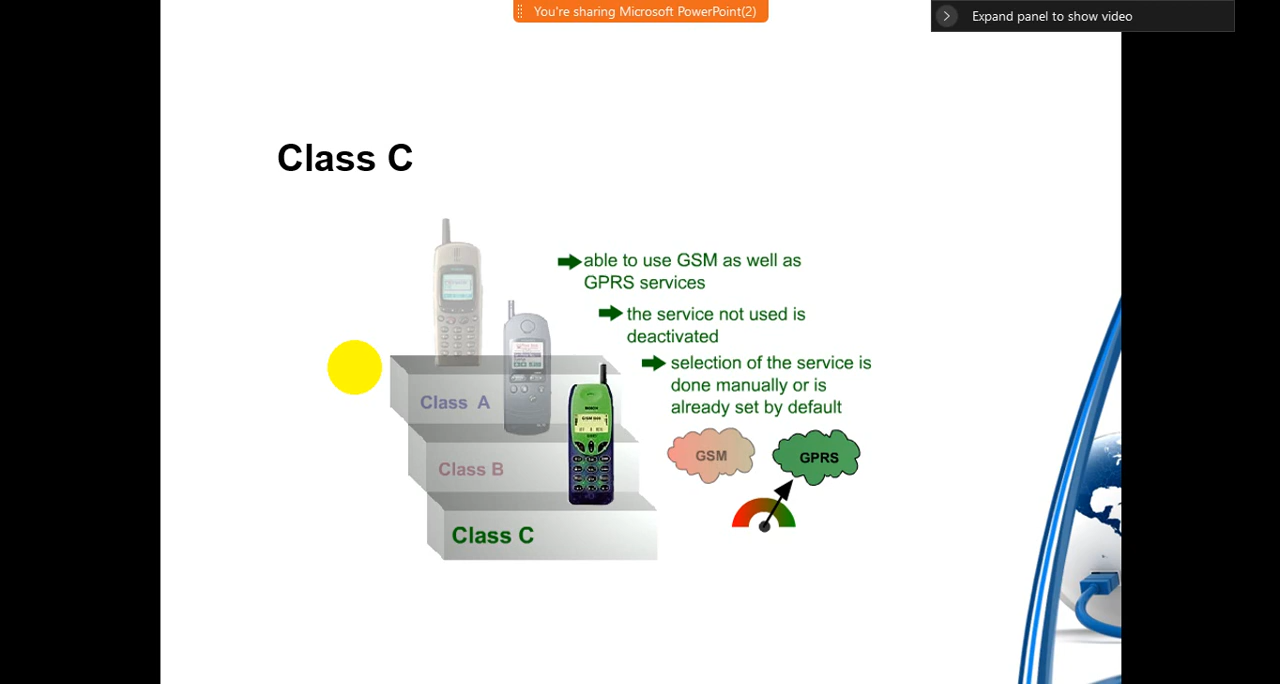 You're sharing Microsoft PowerPoint(2)
Expand panel to show video
Class C
able to use GSM as well as
GPRS services
the service not used is
deactivated
selection of the service is
done manually or is
already set by default
Class A
Class B
Class C
GSM
GPRS